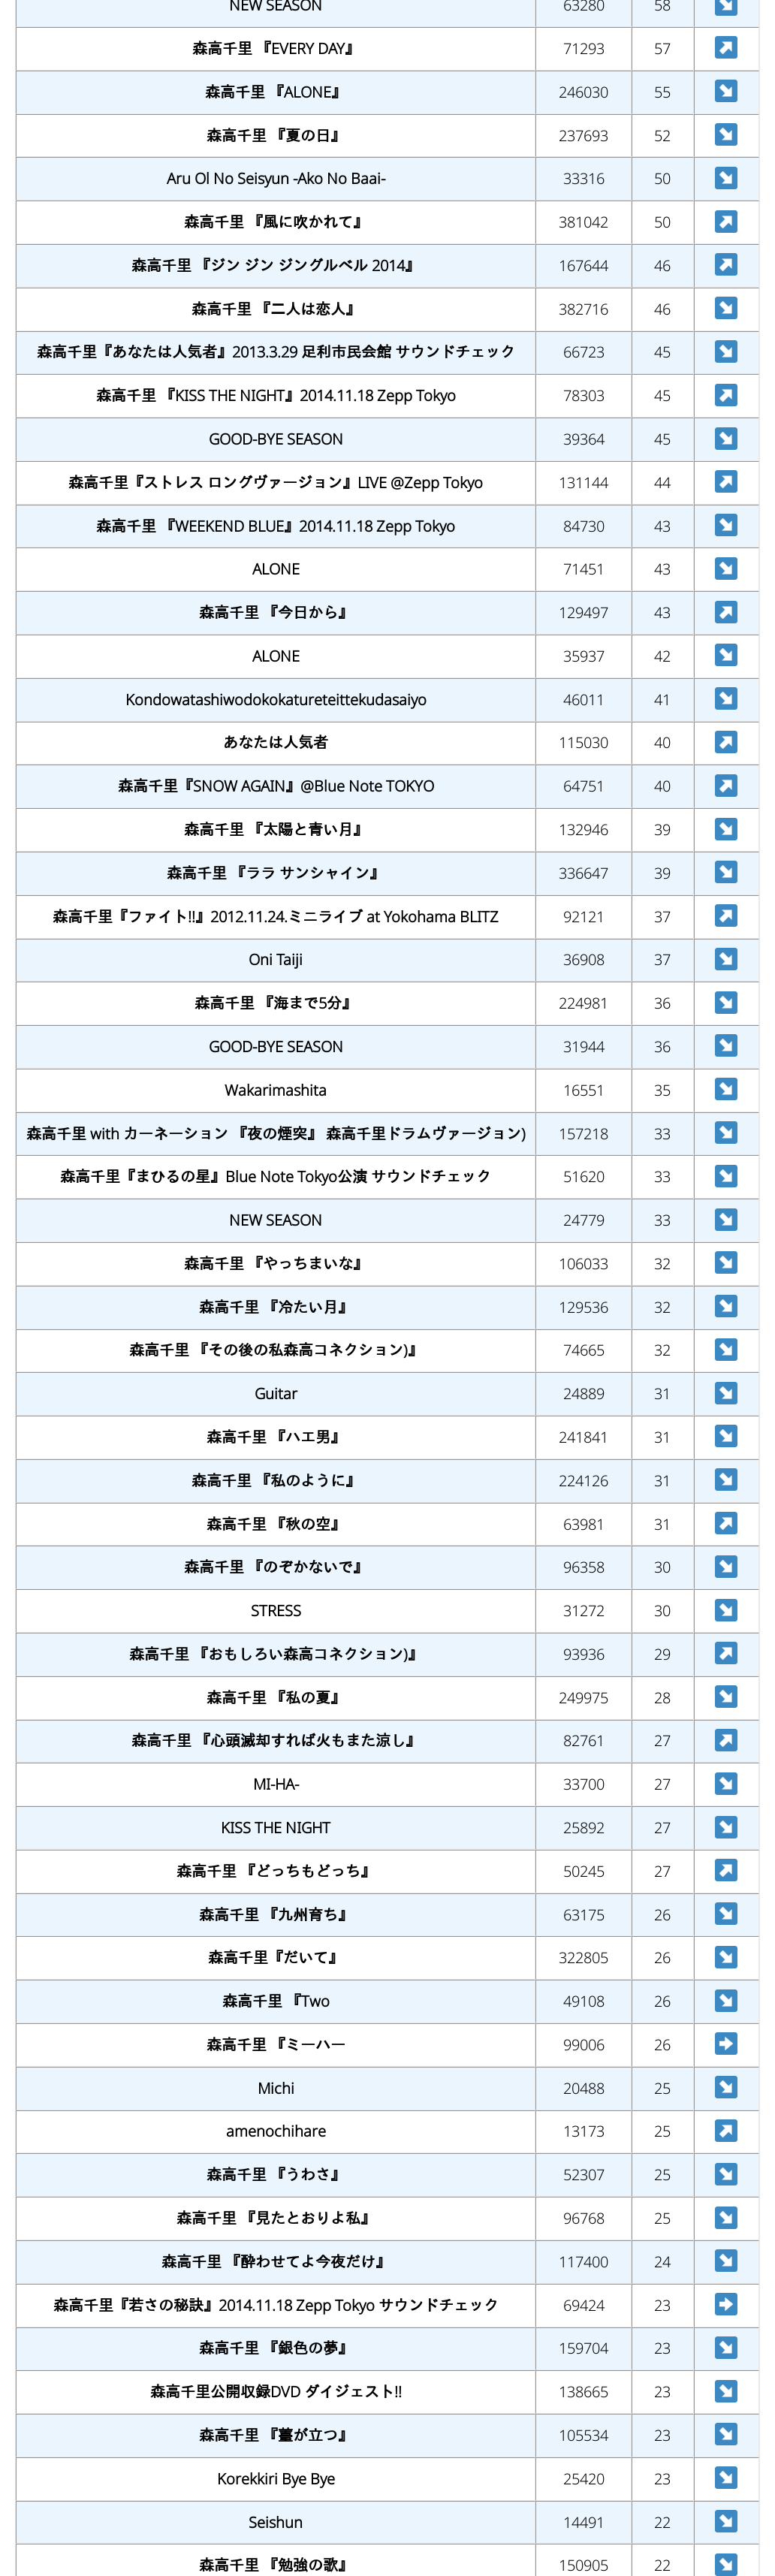 NEW SEASON 63280 58
森高千里 『EVERY DAY』 71293 57
森高千里 『ALONE』 246030 55
森高千里 『夏の日』 237693 52
Aru Ol No Seisyun -Ako No Baai- 33316 50
森高千里 『風に吹かれて』 381042 50
森高千里 『ジン ジン ジングルベル 2014』 167644 46
森高千里 『二人は恋人』 382716 46
森高千里『あなたは人気者』2013.3.29 足利市民会館 サウンドチェック 66723 45
森高千里 『KISS THE NIGHT』2014.11.18 Zepp Tokyo 78303 45
GOOD-BYE SEASON 39364 45
森高千里『ストレス ロングヴァージョン』LIVE @Zepp Tokyo 131144 44
森高千里 『WEEKEND BLUE』2014.11.18 Zepp Tokyo 84730 43
ALONE 71451 43
森高千里 『今日から』 129497 43
ALONE 35937 42
Kondowatashiwodokokatureteittekudasaiyo 46011 41
あなたは人気者 115030 40
森高千里『SNOW AGAIN』@Blue Note TOKYO 64751 40
森高千里 『太陽と青い月』 132946 39
森高千里 『ララ サンシャイン』 336647 39
森高千里『ファイト!!』2012.11.24.ミニライブ at Yokohama BLITZ 92121 37
Oni Taiji 36908 37
森高千里 『海まで5分』 224981 36
GOOD-BYE SEASON 31944 36
Wakarimashita 16551 35
森高千里 with カーネーション 『夜の煙突』 森高千里ドラムヴァージョン) 157218 33
森高千里『まひるの星』Blue Note Tokyo公演 サウンドチェック 51620 33
NEW SEASON 24779 33
森高千里 『やっちまいな』 106033 32
森高千里 『冷たい月』 129536 32
森高千里 『その後の私森高コネクション)』 74665 32
Guitar 24889 31
森高千里 『ハエ男』 241841 31
森高千里 『私のように』 224126 31
森高千里 『秋の空』 63981 31
森高千里 『のぞかないで』 96358 30
STRESS 31272 30
森高千里 『おもしろい森高コネクション)』 93936 29
森高千里 『私の夏』 249975 28
森高千里 『心頭滅却すれば火もまた涼し』 82761 27
MI-HA- 33700 27
KISS THE NIGHT 25892 27
森高千里 『どっちもどっち』 50245 27
森高千里 『九州育ち』 63175 26
森高千里『だいて』 322805 26
森高千里 『Two 49108 26
森高千里 『ミーハー 99006 26
Michi 20488 25
amenochihare 13173 25
森高千里 『うわさ』 52307 25
森高千里 『見たとおりよ私』 96768 25
森高千里 『酔わせてよ今夜だけ』 117400 24
森高千里『若さの秘訣』2014.11.18 Zepp Tokyo サウンドチェック 69424 23
森高千里 『銀色の夢』 159704 23
森高千里公開収録DVD ダイジェスト!! 138665 23
森高千里 『薹が立つ』 105534 23
Korekkiri Bye Bye 25420 23
Seishun 14491 22
森高千里 『勉強の歌』 150905 22